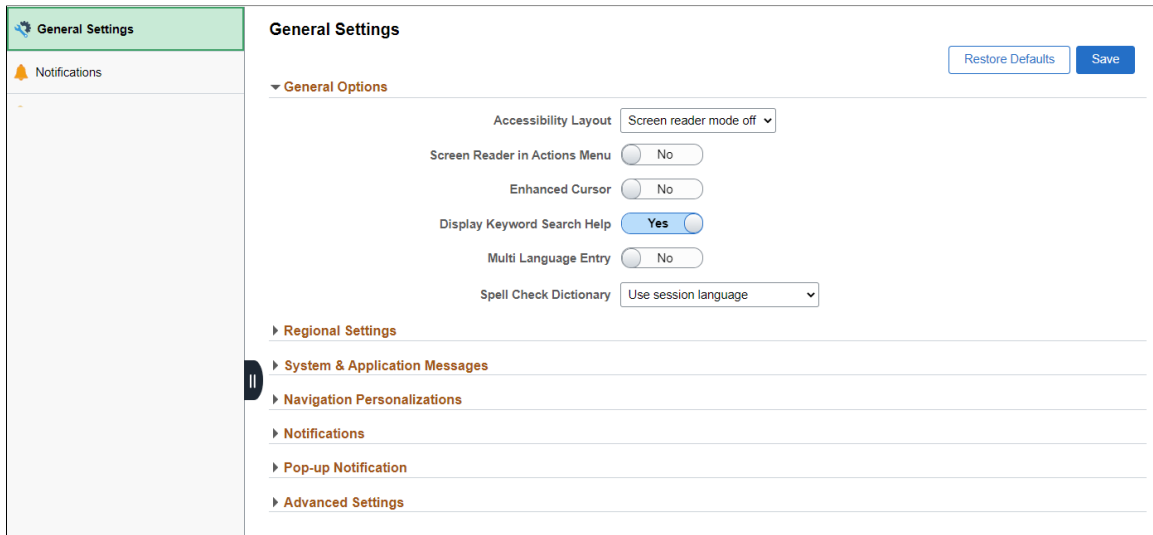 General Settings
Notifications
General Settings
Restore Defaults
Save
General Options
Accessibility Layout Screen reader mode off
Screen Reader in Actions Menu No
Enhanced Cursor No
Display Keyword Search Help Yes
Multi Language Entry No
Spell Check Dictionary Use session language
Regional Settings
System & Application Messages
Navigation Personalizations
Notifications
Pop-up Notification
Advanced Settings